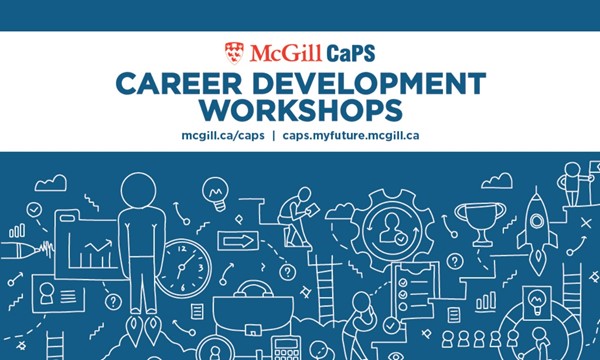 McGill CaPS
CAREER DEVELOPMENT
WORKSHOPS
mcgill.ca/caps | caps.myfuture.mcgill.ca